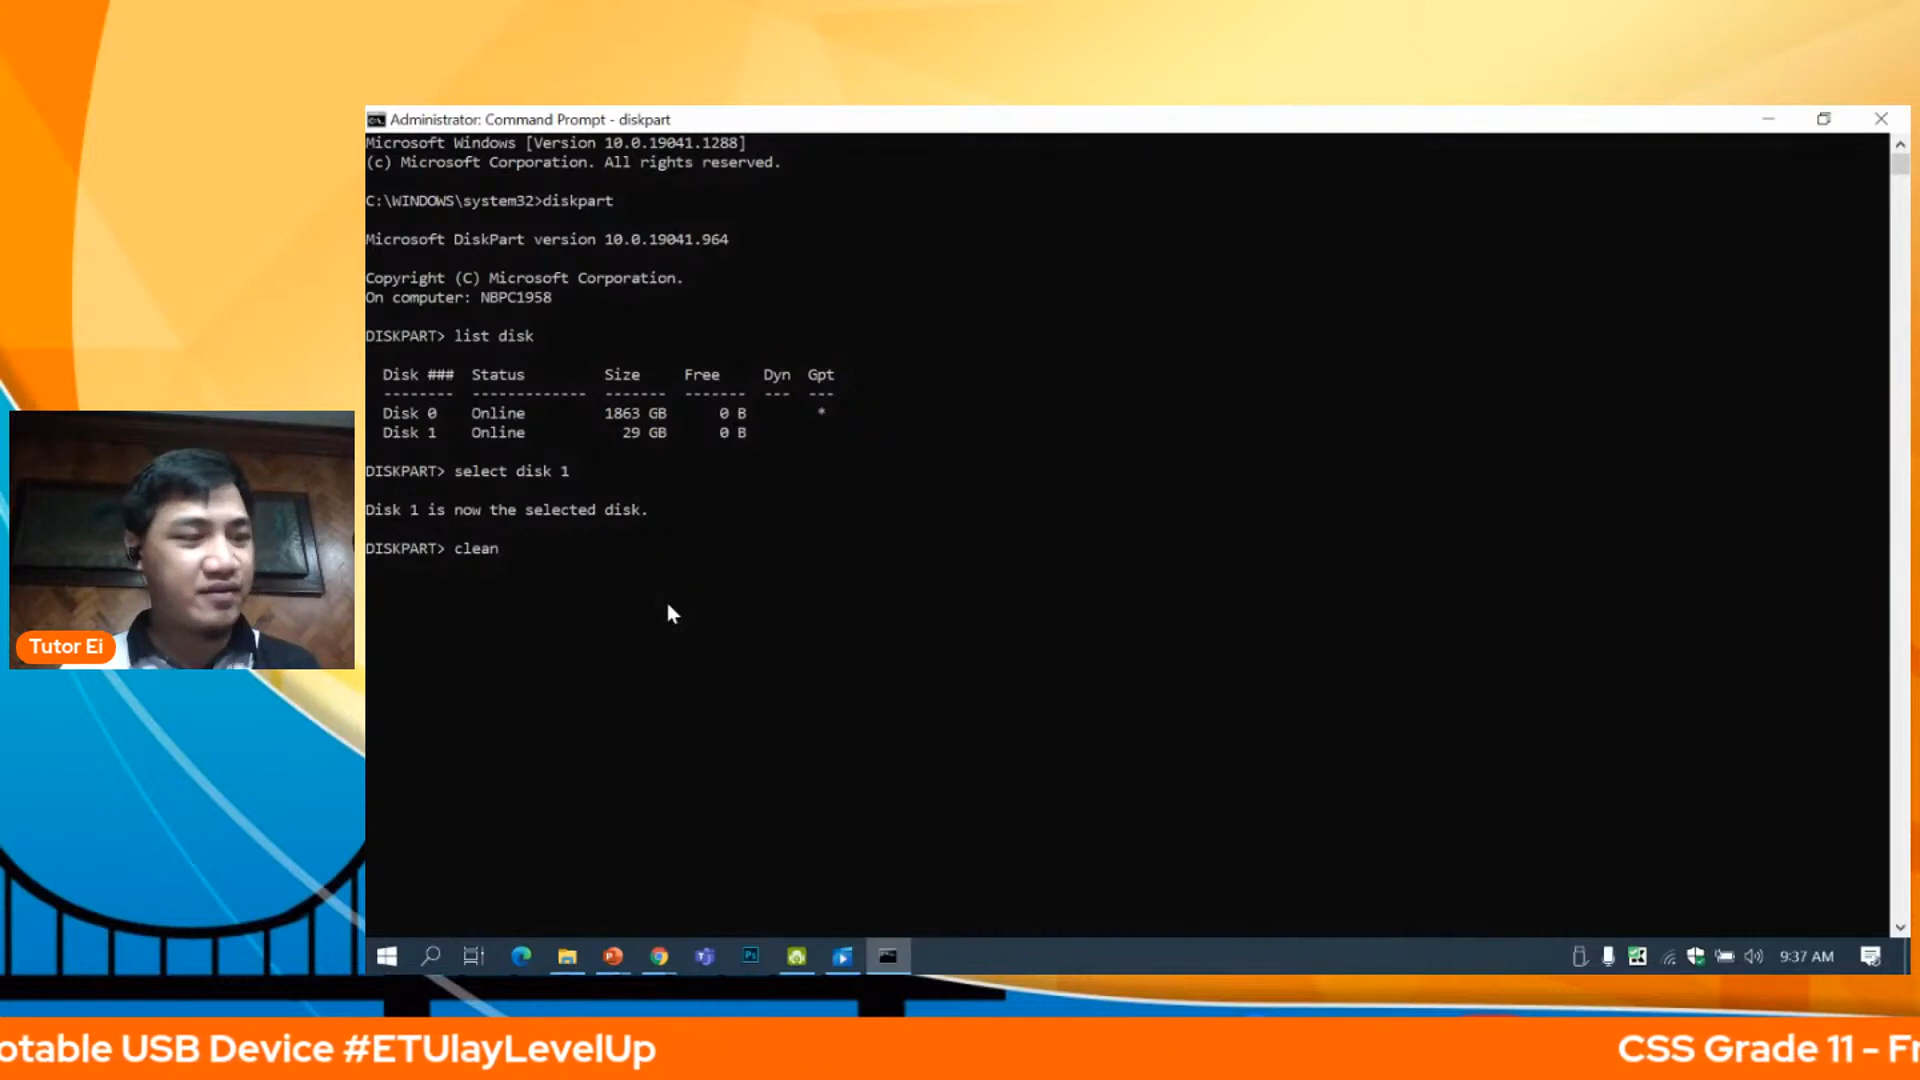 Administrator: Command Prompt - diskpart
Microsoft Windows [Version 10.0.19041.1288]
(c) Microsoft Corporation. All rights reserved.
C:\WINDOWS\system32>diskpart
Microsoft DiskPart version 10.0.19041.964
Copyright (C) Microsoft Corporation.
On computer: NBPC1958
DISKPART> list disk
Disk ### Status Size Free Dyn Gpt
-------- ------------- ------- ------- --- ---
Disk 0 Online 1863 GB 0 B *
Disk 1 Online 29 GB 0 B
DISKPART> select disk 1
Disk 1 is now the selected disk.
DISKPART> clean
Tutor Ei
9:37 AM
otable USB Device #ETUlayLevelUp
CSS Grade 11 - Fr